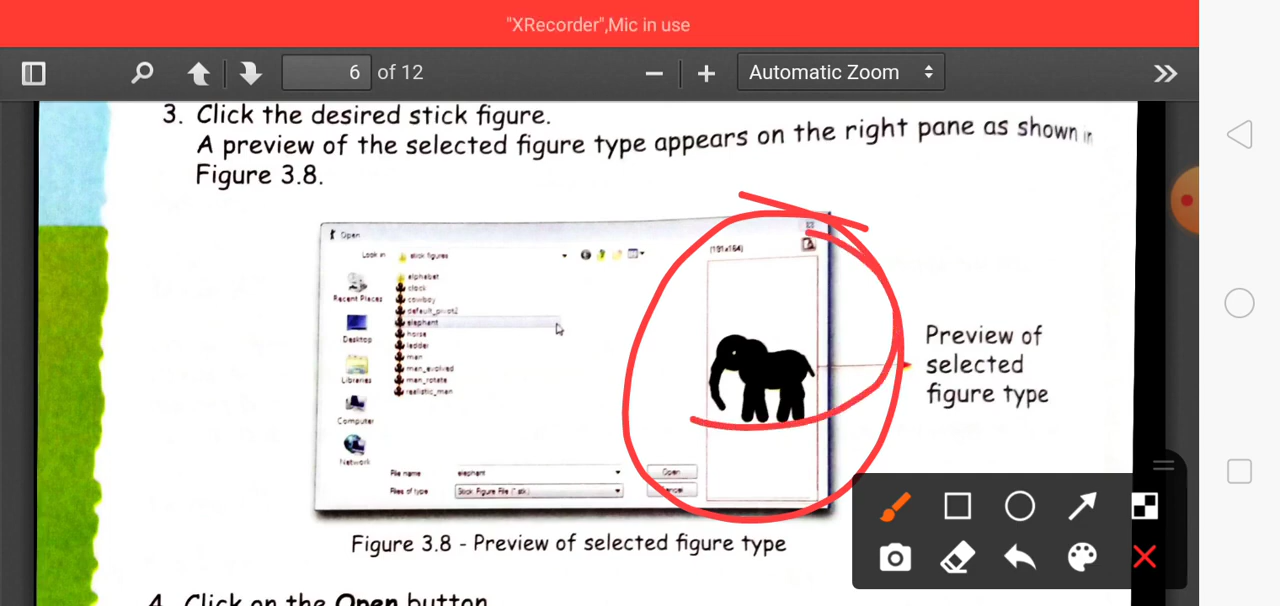 "XRecorder",Mic in use
6 of 12
Automatic Zoom
3. Click the desired stick figure.
A preview of the selected figure type appears on the right pane as shown in
Figure 3.8.
Open
Look in
stick figures
(191x164)
alphabet
clock
cowboy
default_pivot2
elephant
horse
ladder
man
man_evolved
man_rotate
realistic_man
Recent Places
Desktop
Libraries
Computer
Network
Preview of
selected
figure type
File name
elephant
Open
Files of type
Stick Figure File (*.stk)
Figure 3.8 - Preview of selected figure type
4. Click on the Open button